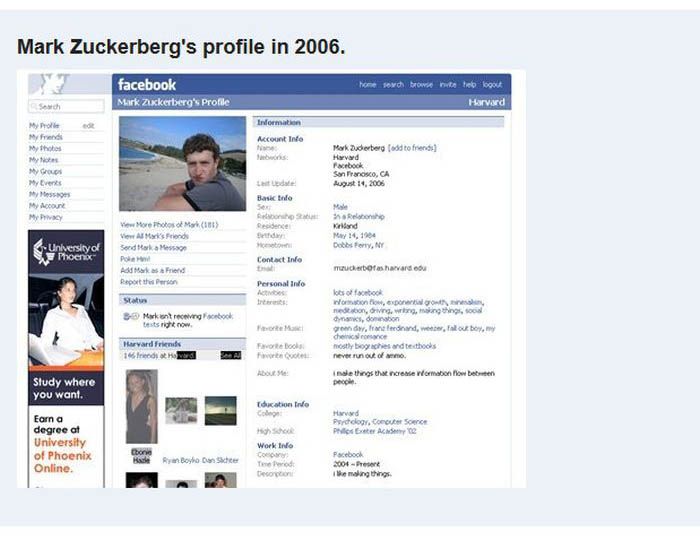 Mark Zuckerberg's profile in 2006.
facebook
home search browse invite help logout
Search
Mark Zuckerberg's Profile
Harvard
My Profile edit
My Friends
My Photos
My Notes
My Groups
My Events
My Messages
My Account
My Privacy
University of
Phoenix
Study where
you want.
Earn a
degree at
University
of Phoenix
Online.
View More Photos of Mark (181)
View All Mark's Friends
Send Mark a Message
Poke Him!
Add Mark as a Friend
Report this Person
Status
Mark isn't receiving Facebook
texts right now.
Harvard Friends
146 friends at Harvard. See All
Ebonie
Hazle
Ryan Boyko Dan Slichter
Information
Account Info
Name: Mark Zuckerberg [add to friends]
Networks: Harvard
Facebook
San Francisco, CA
Last Update: August 14, 2006
Basic Info
Sex: Male
Relationship Status: In a Relationship
Residence: Kirkland
Birthday: May 14, 1984
Hometown: Dobbs Ferry, NY
Contact Info
Email: mzuckerb@fas.harvard.edu
Personal Info
Activities: lots of facebook
Interests: information flow, exponential growth, minimalism,
meditation, driving, writing, making things, social
dynamics, domination
Favorite Music: green day, franz ferdinand, weezer, fall out boy, my
chemical romance
Favorite Books: mostly biographies and textbooks
Favorite Quotes: never run out of ammo.
About Me: i make things that increase information flow between
people.
Education Info
College: Harvard
Psychology, Computer Science
High School: Phillips Exeter Academy '02
Work Info
Company: Facebook
Time Period: 2004 - Present
Description: i like making things.